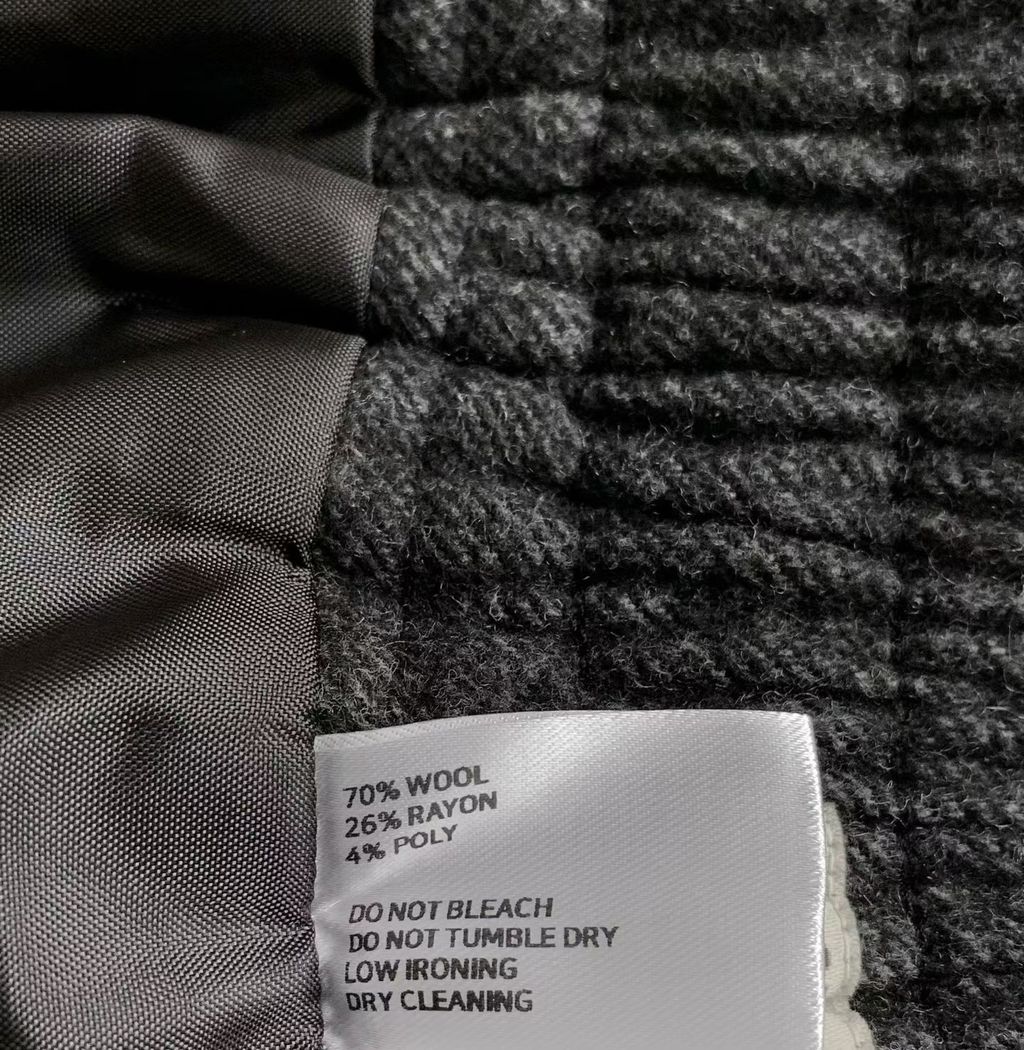 70% WOOL
26% RAYON
4% POLY
DO NOT BLEACH
DO NOT TUMBLE DRY
LOW IRONING
DRY CLEANING